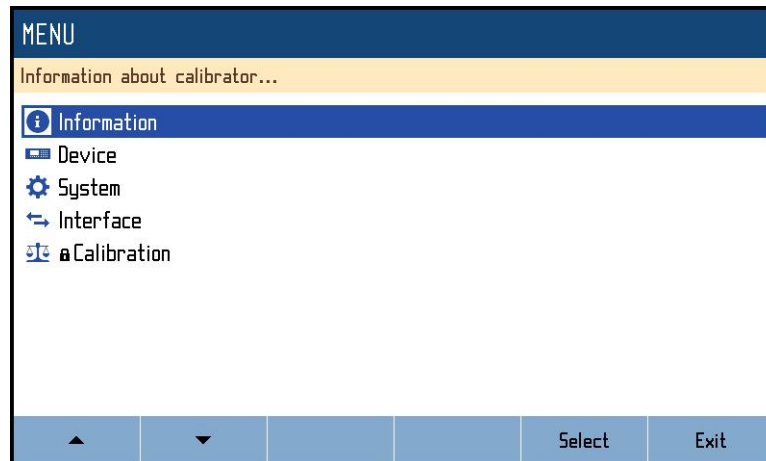 MENU
Information about calibrator...
Information
Device
System
Interface
Calibration
Select Exit